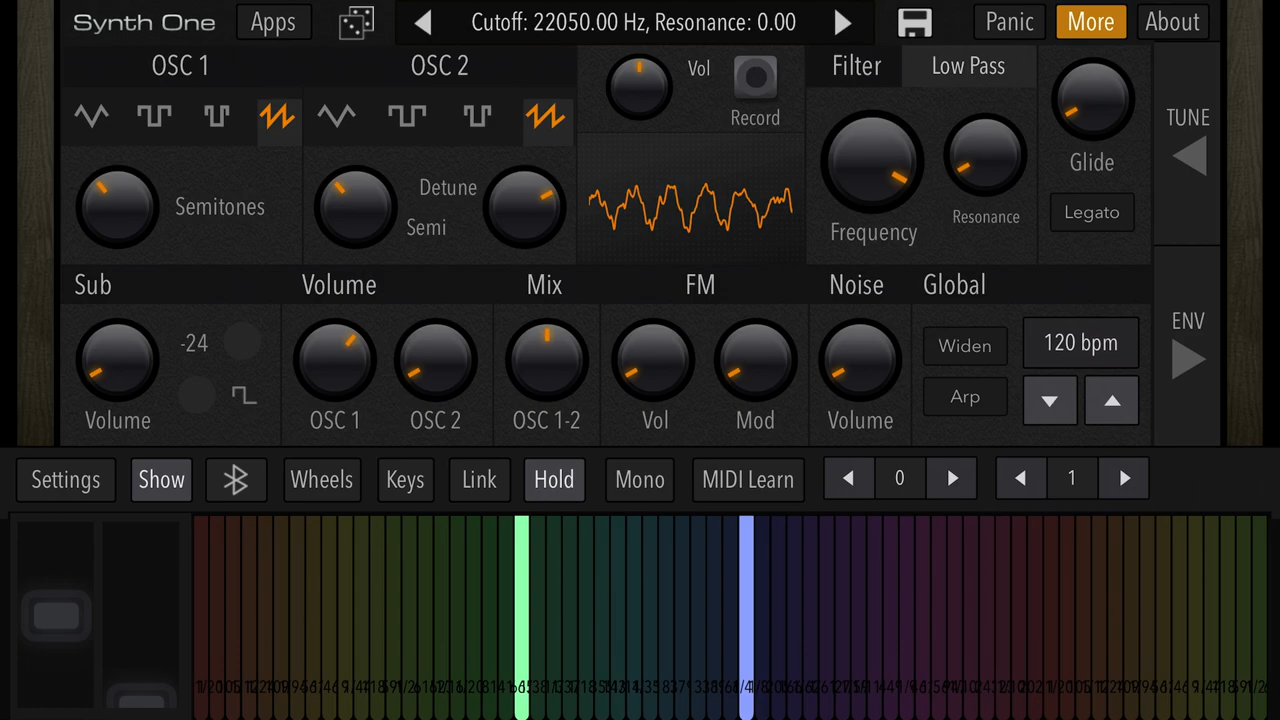 Synth One Apps Cutoff: 22050.00 Hz, Resonance: 0.00 Panic More About
OSC 1 OSC 2 Vol Filter Low Pass
Record
TUNE
Glide
Semitones Detune
Semi Frequency Resonance Legato
Sub Volume Mix FM Noise Global
ENV
-24 Widen 120 bpm
Arp
Volume OSC 1 OSC 2 OSC 1-2 Vol Mod Volume
Settings Show Wheels Keys Link Hold Mono MIDI Learn 0 1